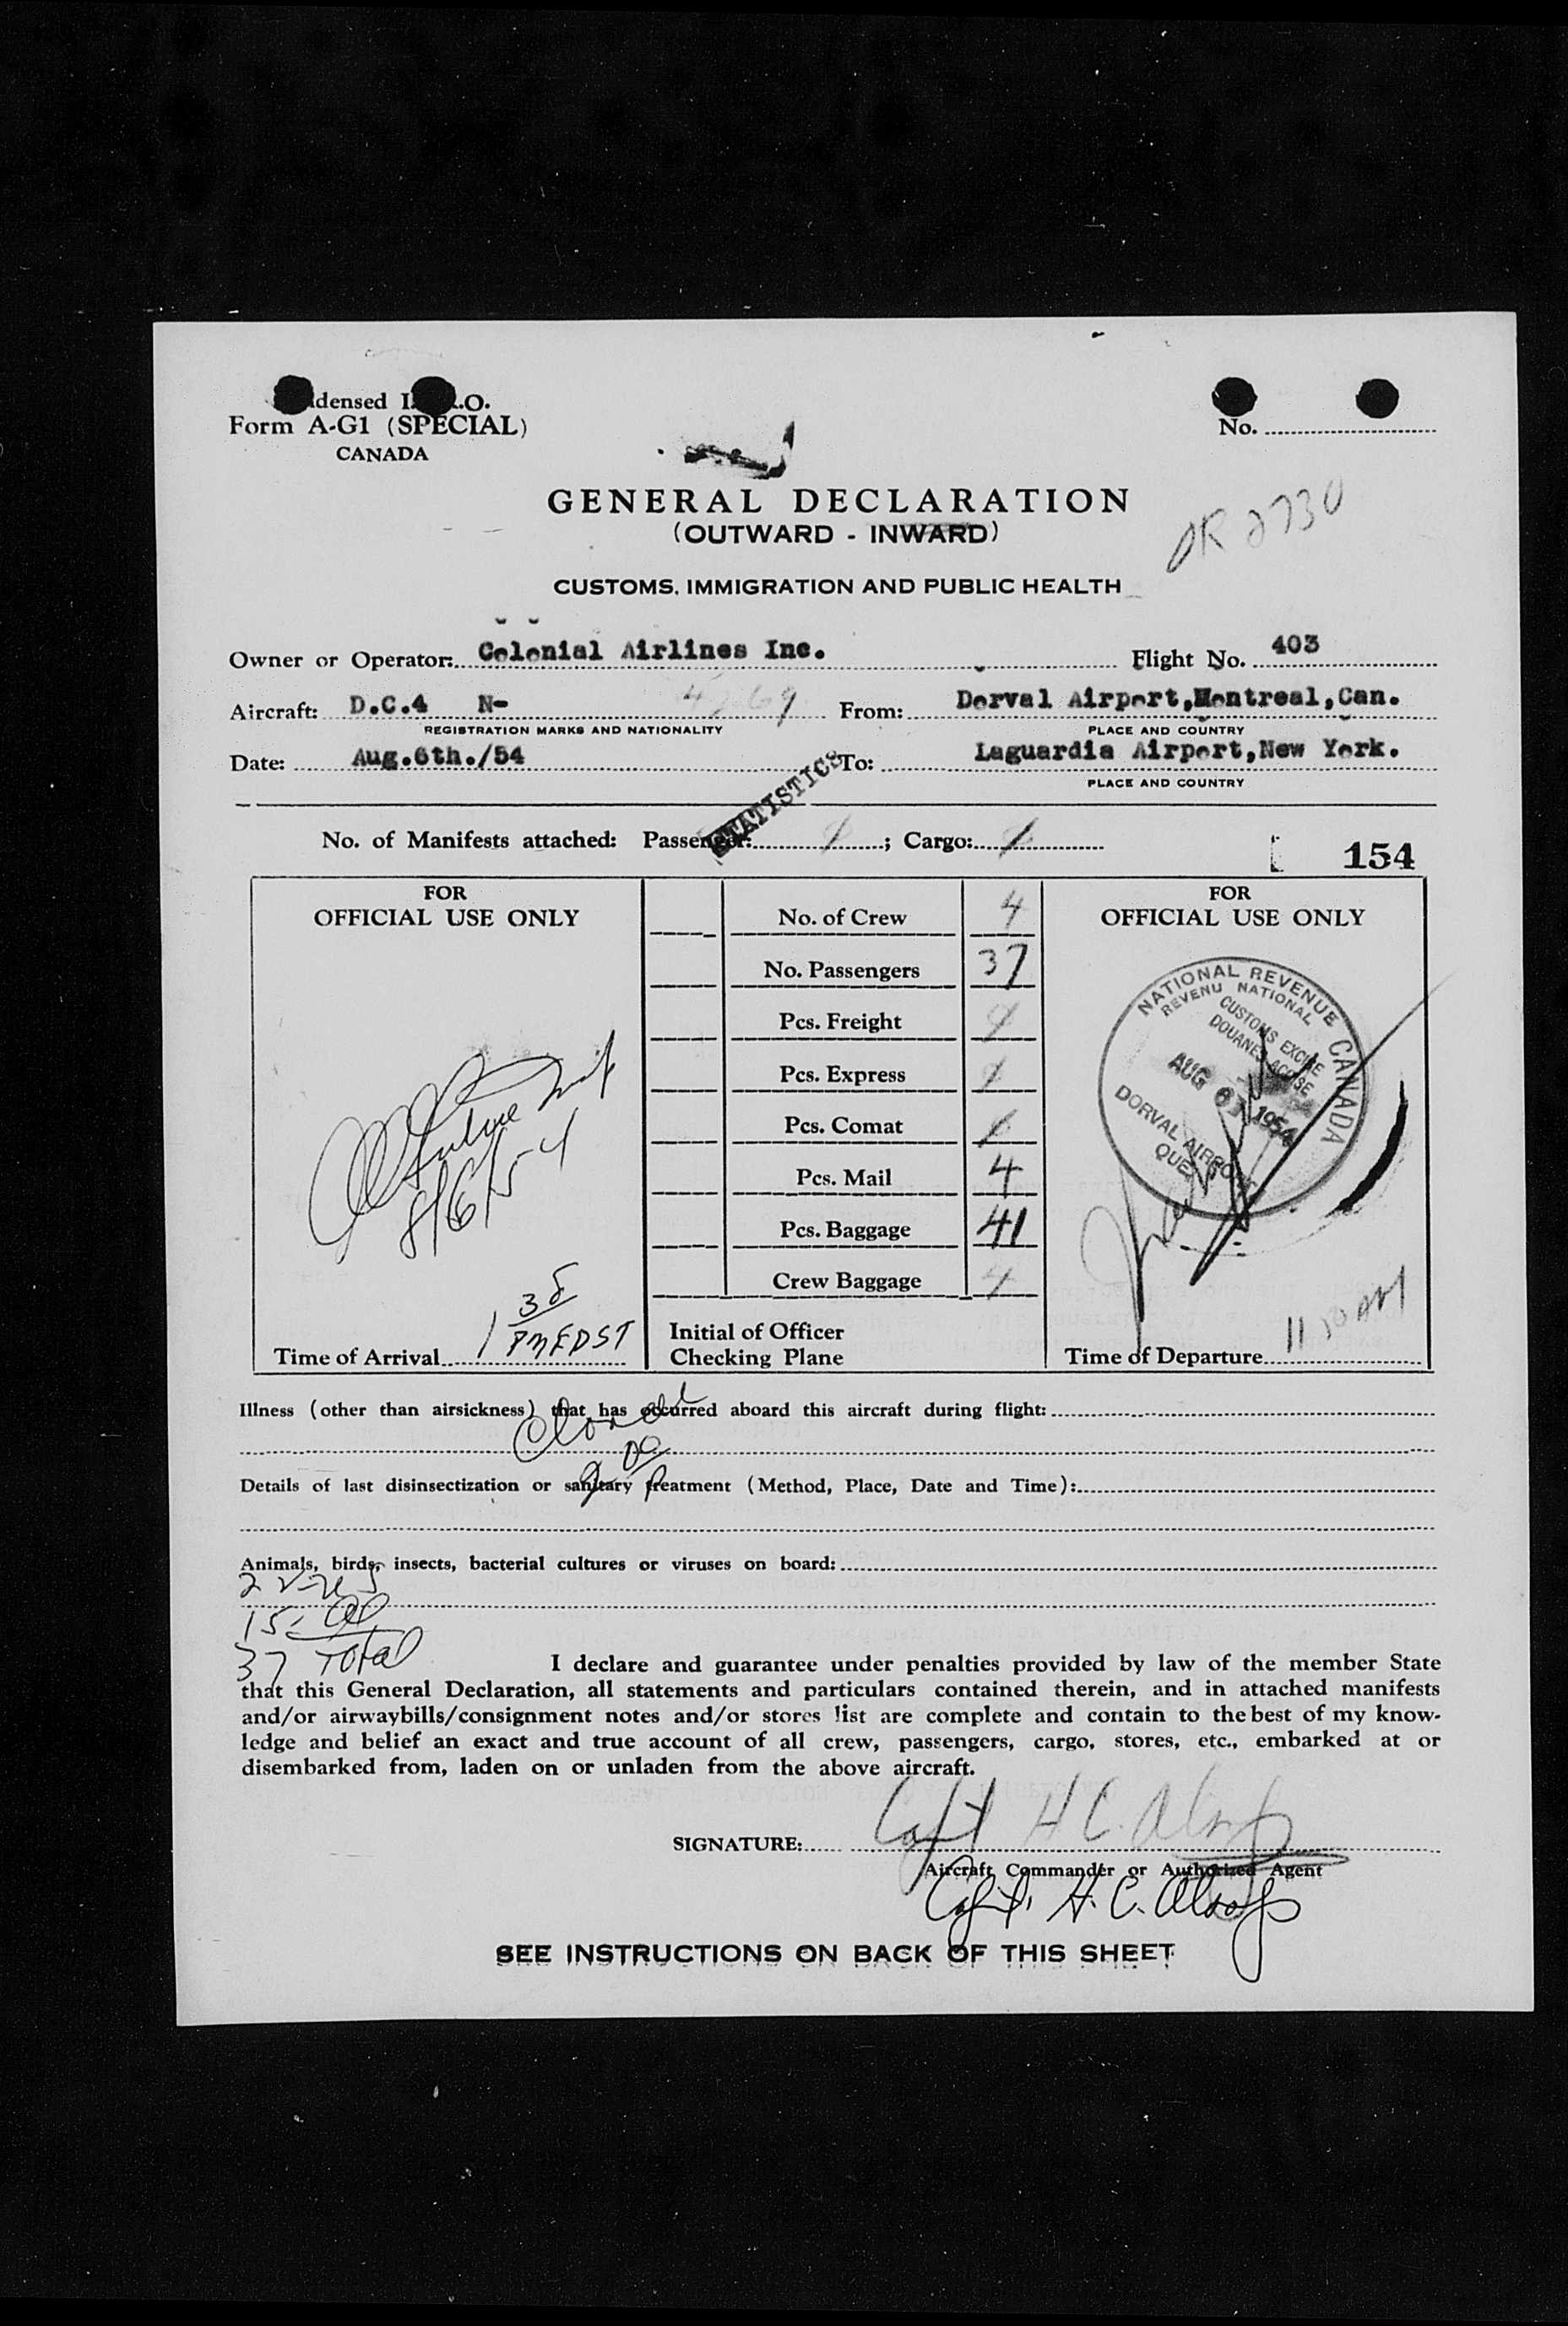 densed I. .O.
Form A-G1 (SPECIAL)
CANADA
No.
GENERAL DECLARATION
(OUTWARD - INWARD)
CUSTOMS, IMMIGRATION AND PUBLIC HEALTH
Owner or Operator: Colonial Airlines Inc. Flight No. 403
Aircraft: D.C.4 N- From: Dorval Airport,Montreal,Can.
REGISTRATION MARKS AND NATIONALITY PLACE AND COUNTRY
Date: Aug.6th./54 To: Laguardia Airport,New York.
PLACE AND COUNTRY
STATISTICS
No. of Manifests attached: Passenger: ; Cargo:
154
FOR
OFFICIAL USE ONLY
8/6/54
1 38
PM EDST
Time of Arrival
No. of Crew 4
No. Passengers 37
Pcs. Freight
Pcs. Express
Pcs. Comat
Pcs. Mail 4
Pcs. Baggage 41
Crew Baggage 4
Initial of Officer
Checking Plane
FOR
OFFICIAL USE ONLY
NATIONAL REVENUE CANADA
REVENU NATIONAL
CUSTOMS EXCISE
DOUANES ACCISE
AUG 6 1954
DORVAL AIRPORT
QUE
Time of Departure 11 30 AM
Illness (other than airsickness) that has occurred aboard this aircraft during flight:
Details of last disinsectization or sanitary treatment (Method, Place, Date and Time):
Animals, birds, insects, bacterial cultures or viruses on board:
15
37 Total
I declare and guarantee under penalties provided by law of the member State
that this General Declaration, all statements and particulars contained therein, and in attached manifests
and/or airwaybills/consignment notes and/or stores list are complete and contain to the best of my know-
ledge and belief an exact and true account of all crew, passengers, cargo, stores, etc., embarked at or
disembarked from, laden on or unladen from the above aircraft.
SIGNATURE: Capt H C. Alsop
Aircraft Commander or Authorized Agent
Capt. H. C. Alsop
SEE INSTRUCTIONS ON BACK OF THIS SHEET